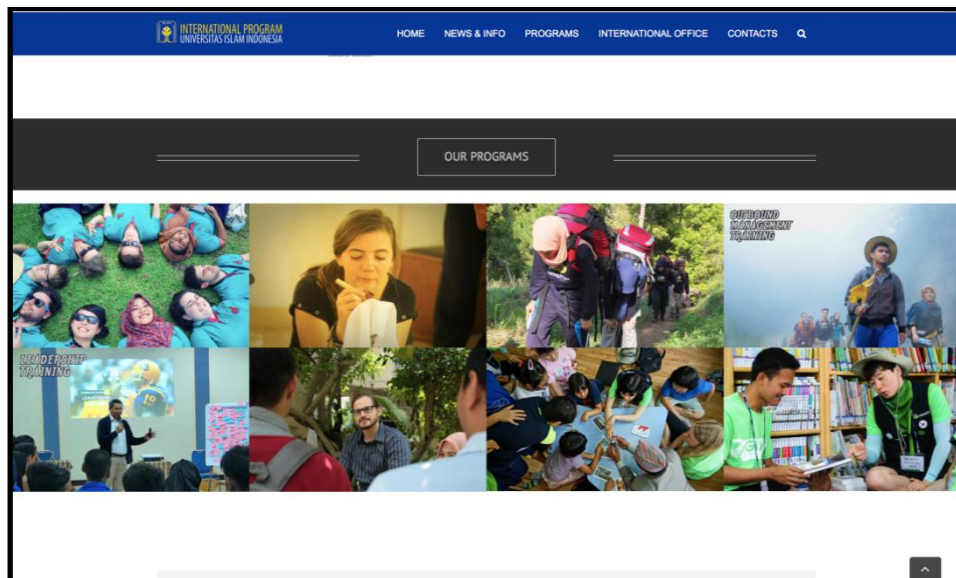 INTERNATIONAL PROGRAM
UNIVERSITAS ISLAM INDONESIA
HOME NEWS & INFO PROGRAMS INTERNATIONAL OFFICE CONTACTS
OUR PROGRAMS
OUTBOUND
MANAGEMENT
TRAINING
LEADERSHIP
TRAINING